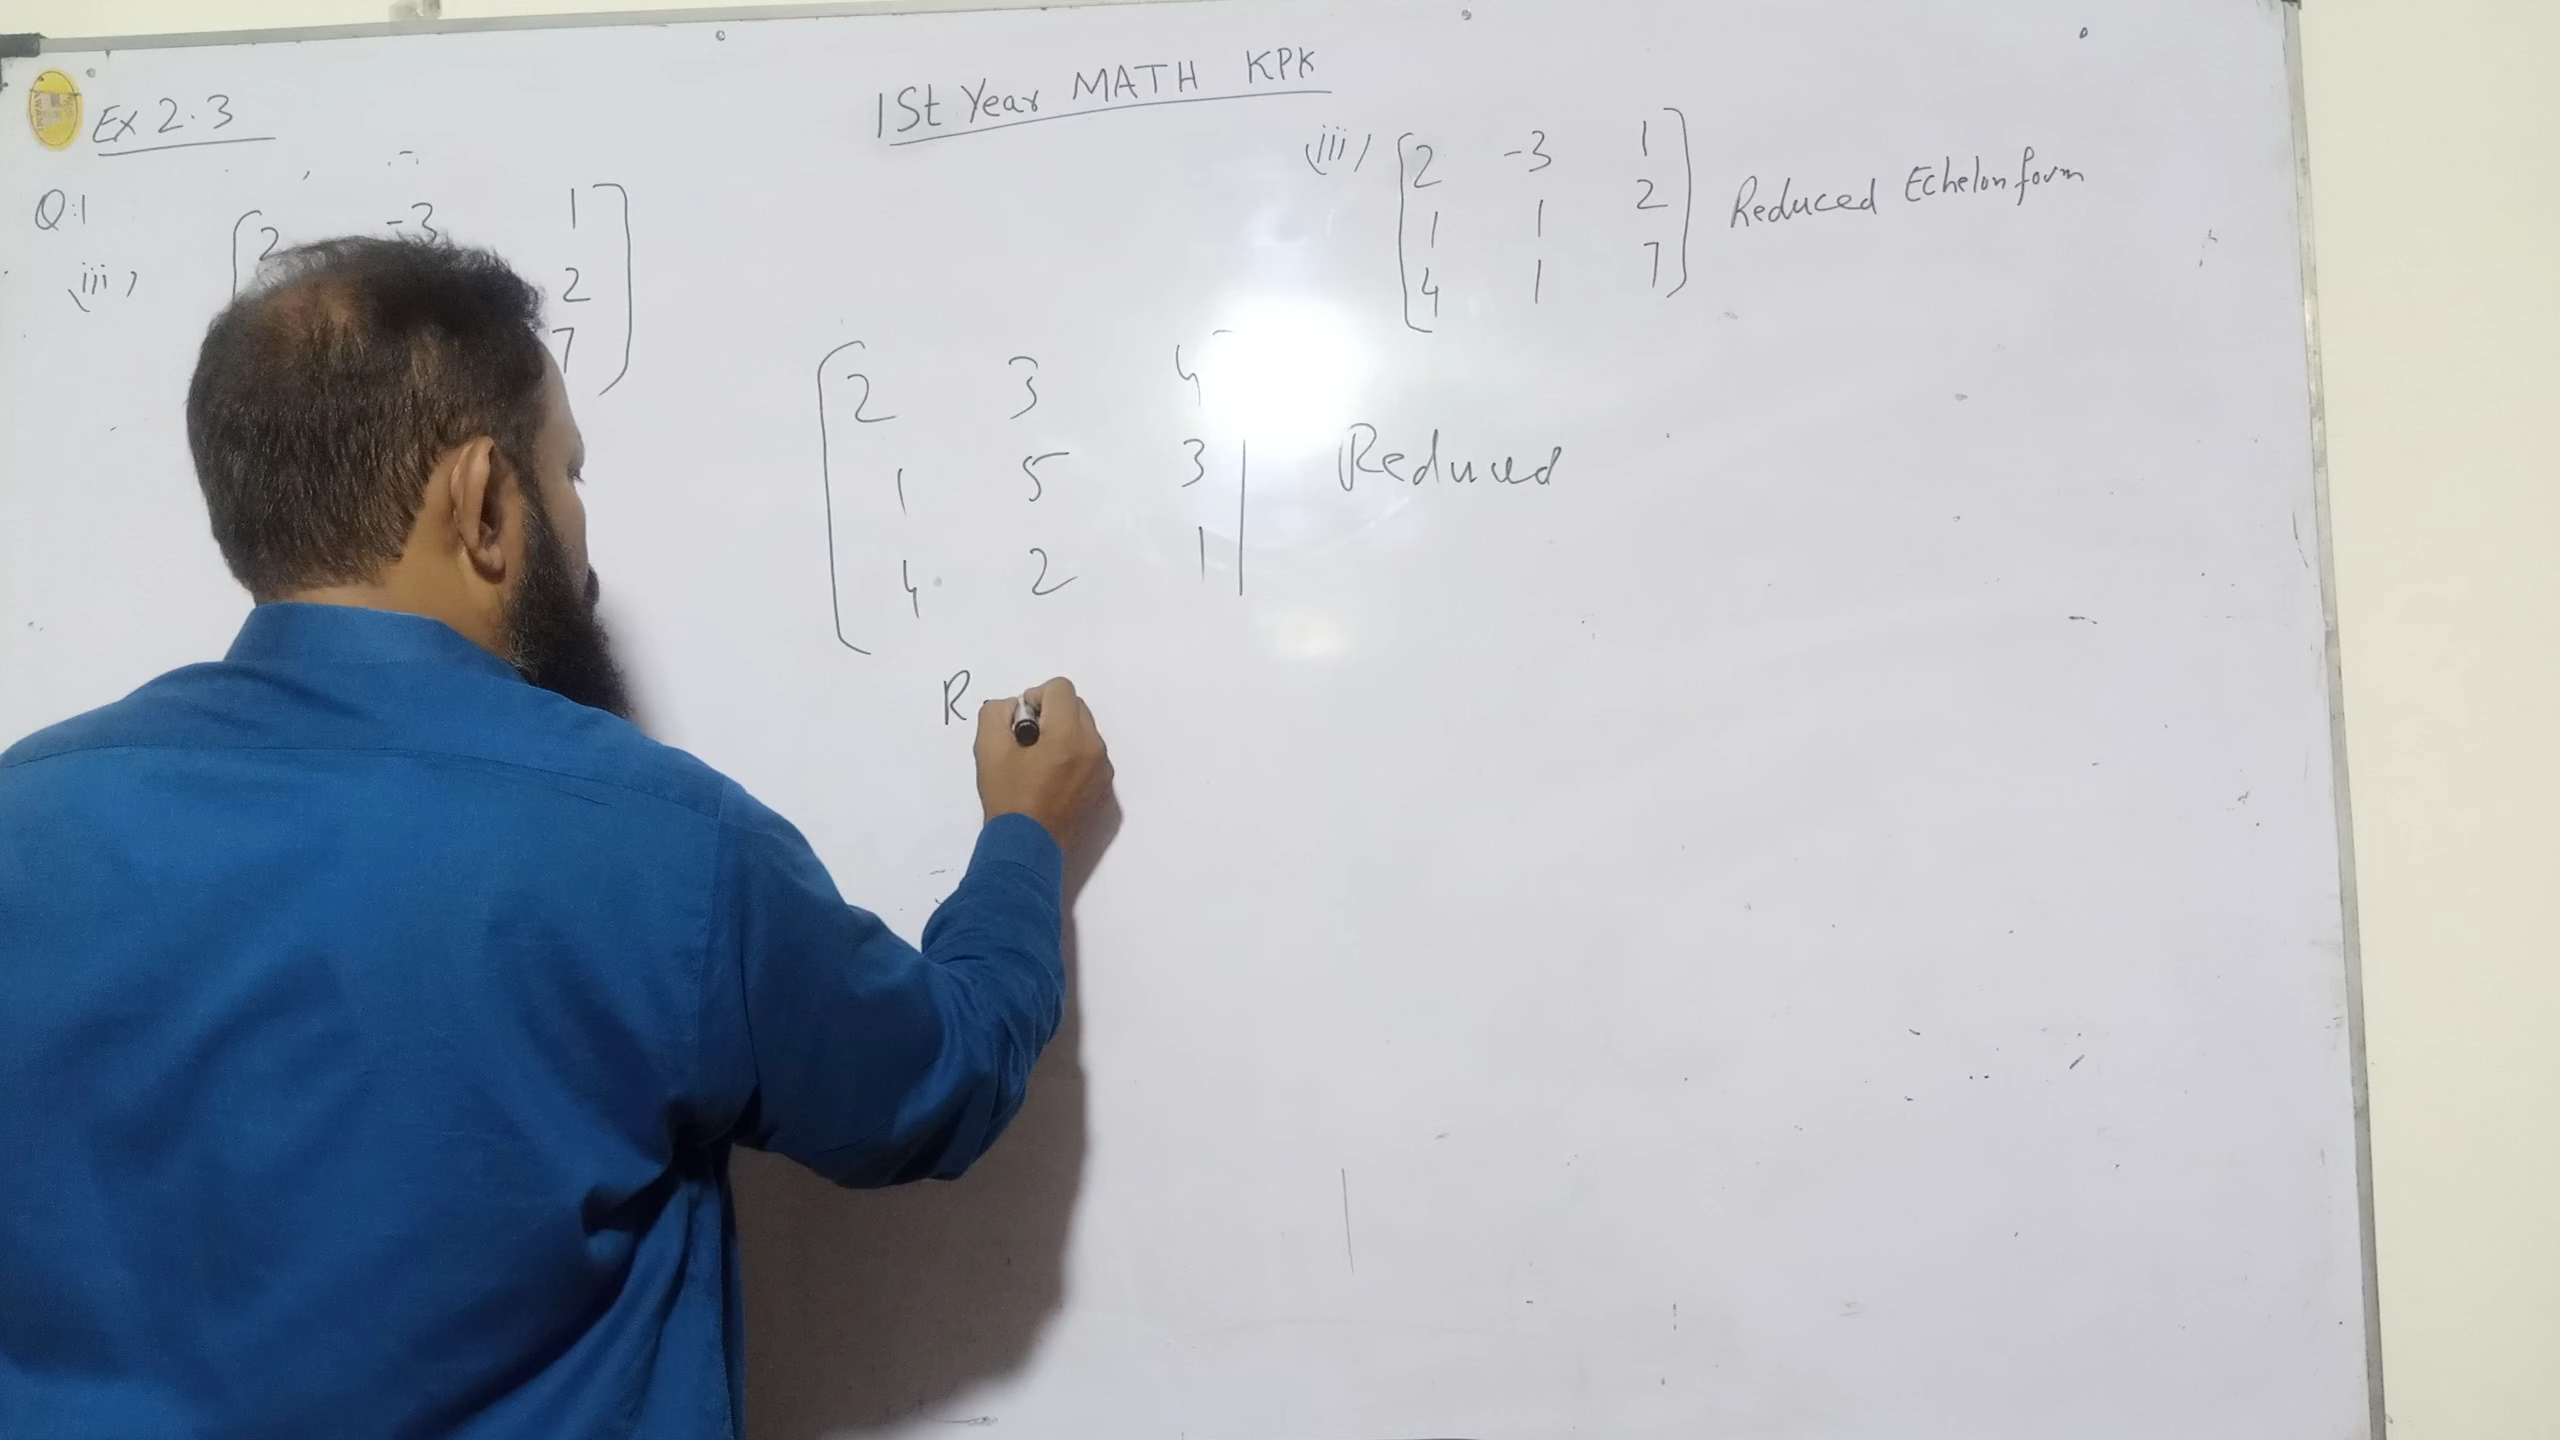 Ex 2.3
1St Year MATH KPK
Q:1
(iii) 2 -3 1
2
7
(iii) 2 -3 1
1 1 2
4 1 7
Reduced Echelon form
2 3 4
1 5 3
4 2 1
Reduced
R